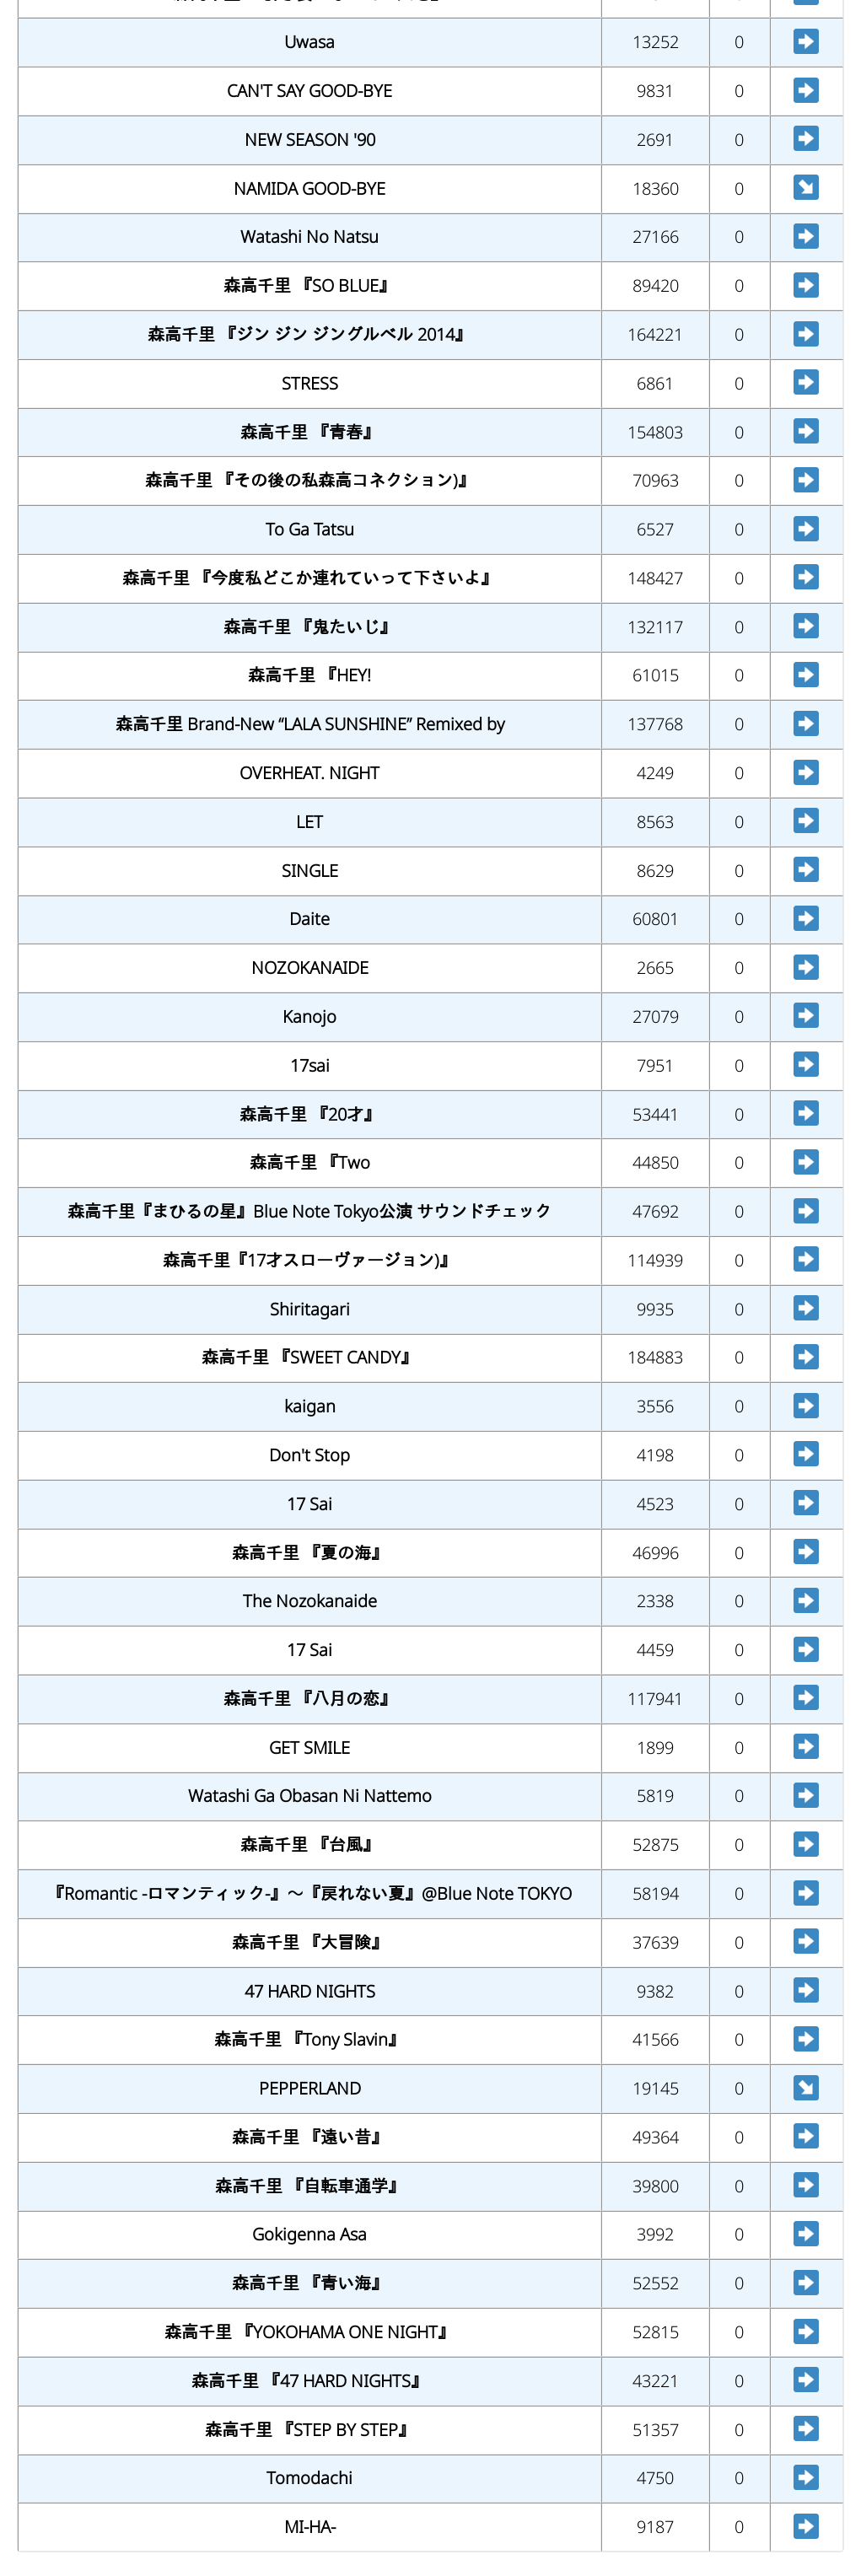 Uwasa 13252 0
CAN'T SAY GOOD-BYE 9831 0
NEW SEASON '90 2691 0
NAMIDA GOOD-BYE 18360 0
Watashi No Natsu 27166 0
森高千里 『SO BLUE』 89420 0
森高千里 『ジン ジン ジングルベル 2014』 164221 0
STRESS 6861 0
森高千里 『青春』 154803 0
森高千里 『その後の私森高コネクション)』 70963 0
To Ga Tatsu 6527 0
森高千里 『今度私どこか連れていって下さいよ』 148427 0
森高千里 『鬼たいじ』 132117 0
森高千里 『HEY! 61015 0
森高千里 Brand-New “LALA SUNSHINE” Remixed by 137768 0
OVERHEAT. NIGHT 4249 0
LET 8563 0
SINGLE 8629 0
Daite 60801 0
NOZOKANAIDE 2665 0
Kanojo 27079 0
17sai 7951 0
森高千里 『20才』 53441 0
森高千里 『Two 44850 0
森高千里『まひるの星』Blue Note Tokyo公演 サウンドチェック 47692 0
森高千里『17才スローヴァージョン)』 114939 0
Shiritagari 9935 0
森高千里 『SWEET CANDY』 184883 0
kaigan 3556 0
Don't Stop 4198 0
17 Sai 4523 0
森高千里 『夏の海』 46996 0
The Nozokanaide 2338 0
17 Sai 4459 0
森高千里 『八月の恋』 117941 0
GET SMILE 1899 0
Watashi Ga Obasan Ni Nattemo 5819 0
森高千里 『台風』 52875 0
『Romantic -ロマンティック-』～『戻れない夏』@Blue Note TOKYO 58194 0
森高千里 『大冒険』 37639 0
47 HARD NIGHTS 9382 0
森高千里 『Tony Slavin』 41566 0
PEPPERLAND 19145 0
森高千里 『遠い昔』 49364 0
森高千里 『自転車通学』 39800 0
Gokigenna Asa 3992 0
森高千里 『青い海』 52552 0
森高千里 『YOKOHAMA ONE NIGHT』 52815 0
森高千里 『47 HARD NIGHTS』 43221 0
森高千里 『STEP BY STEP』 51357 0
Tomodachi 4750 0
MI-HA- 9187 0